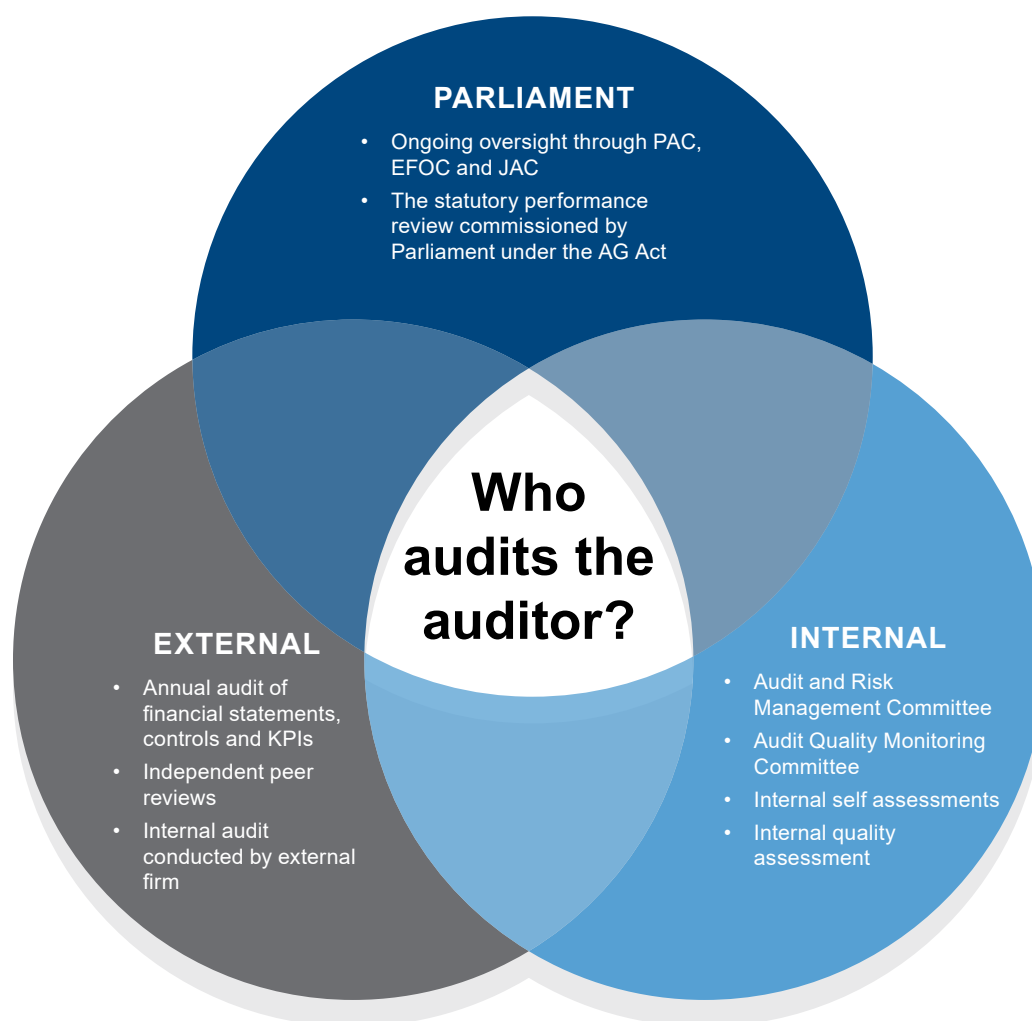 PARLIAMENT
• Ongoing oversight through PAC,
EFOC and JAC
• The statutory performance
review commissioned by
Parliament under the AG Act
Who
audits the
auditor?
EXTERNAL
• Annual audit of
financial statements,
controls and KPIs
• Independent peer
reviews
• Internal audit
conducted by external
firm
INTERNAL
• Audit and Risk
Management Committee
• Audit Quality Monitoring
Committee
• Internal self assessments
• Internal quality
assessment